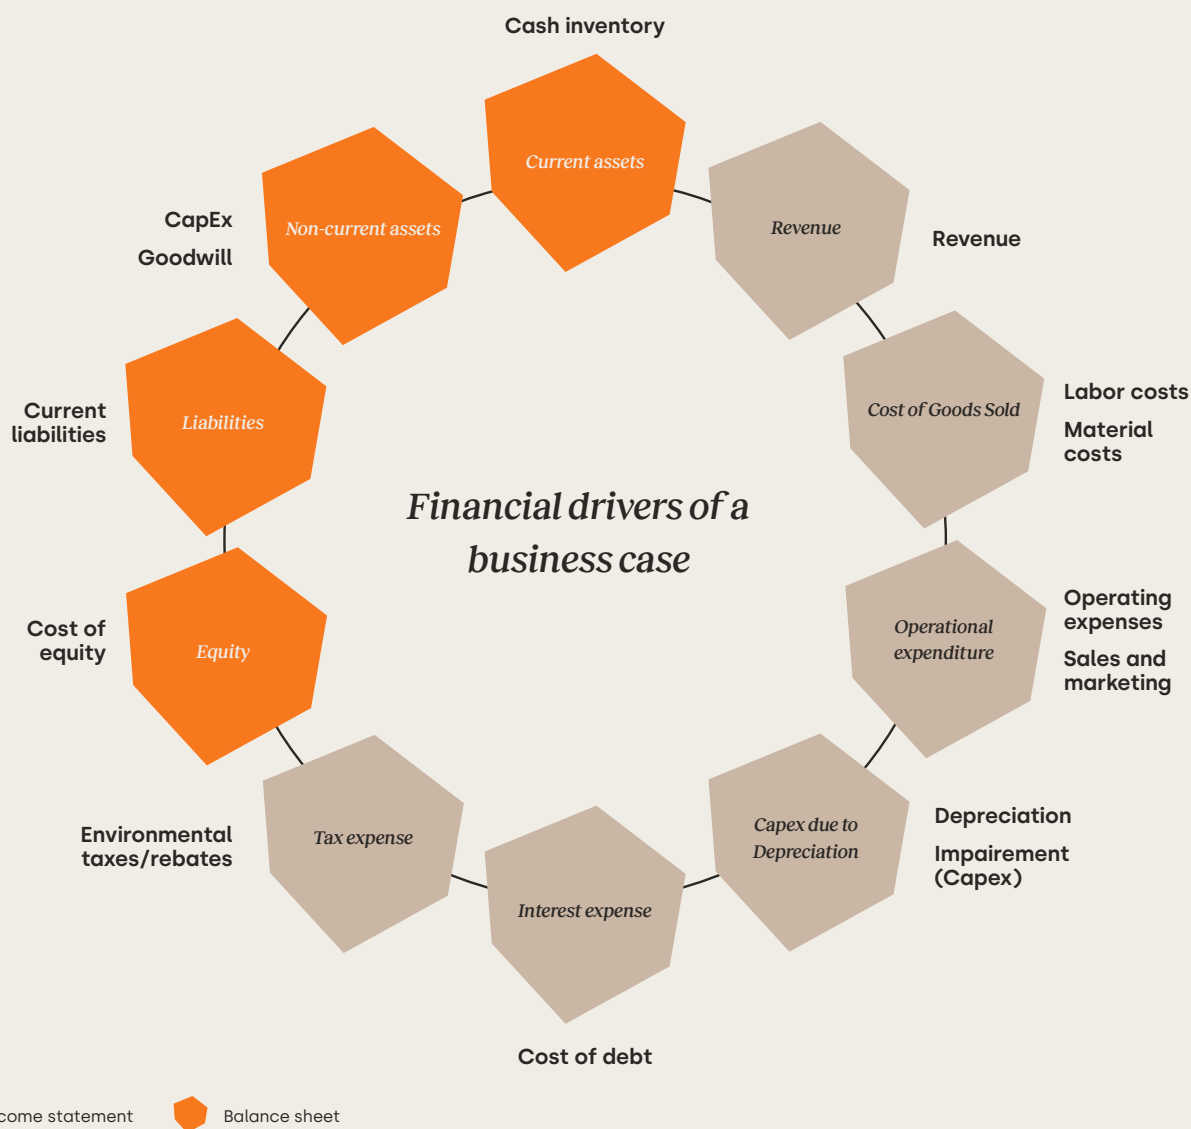 Cash inventory
Current assets
Revenue
Revenue
Non-current assets
CapEx
Goodwill
Cost of Goods Sold
Labor costs
Material
costs
Liabilities
Current
liabilities
Financial drivers of a
business case
Operational
expenditure
Operating
expenses
Sales and
marketing
Equity
Cost of
equity
Capex due to
Depreciation
Depreciation
Impairement
(Capex)
Tax expense
Environmental
taxes/rebates
Interest expense
Cost of debt
come statement
Balance sheet